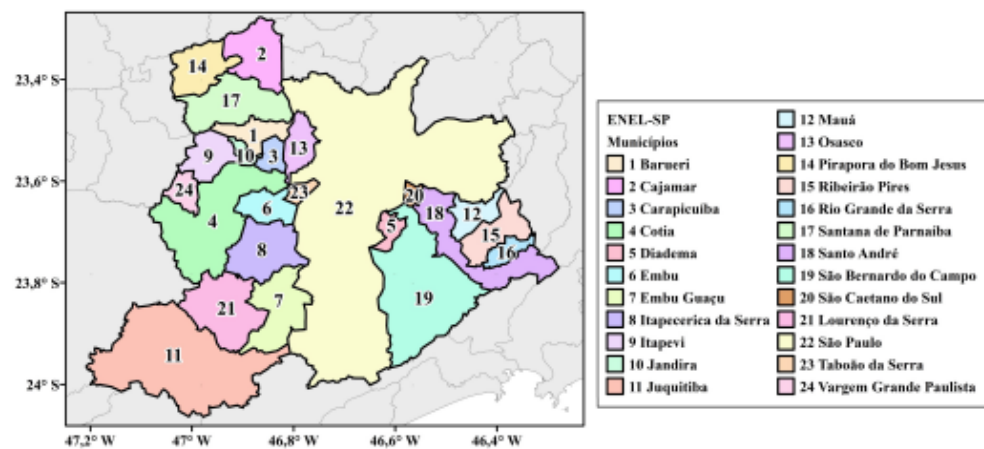 2
14
23,4° S
17
1
13
9
10
3
23,6° S
24
23
20
4
6
22
18
12
5
15
8
16
23,8° S
19
21
7
11
24° S
47,2° W
47° W
46,8° W
46,6° W
46,4° W
ENEL-SP
Municípios
1 Barueri
2 Cajamar
3 Carapicuíba
4 Cotia
5 Diadema
6 Embu
7 Embu Guaçu
8 Itapecerica da Serra
9 Itapevi
10 Jandira
11 Juquitiba
12 Mauá
13 Osasco
14 Pirapora do Bom Jesus
15 Ribeirão Pires
16 Rio Grande da Serra
17 Santana de Parnaíba
18 Santo André
19 São Bernardo do Campo
20 São Caetano do Sul
21 Lourenço da Serra
22 São Paulo
23 Taboão da Serra
24 Vargem Grande Paulista